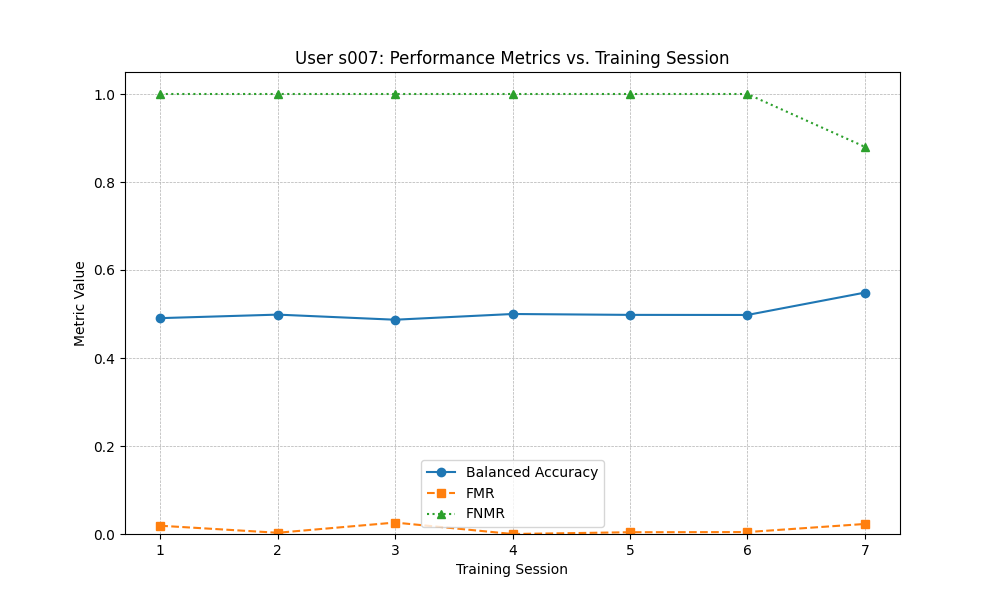 User s007: Performance Metrics vs. Training Session
1.0
0.8
0.6
0.4
0.2
0.0
Metric Value
Balanced Accuracy
FMR
FNMR
1 2 3 4 5 6 7
Training Session